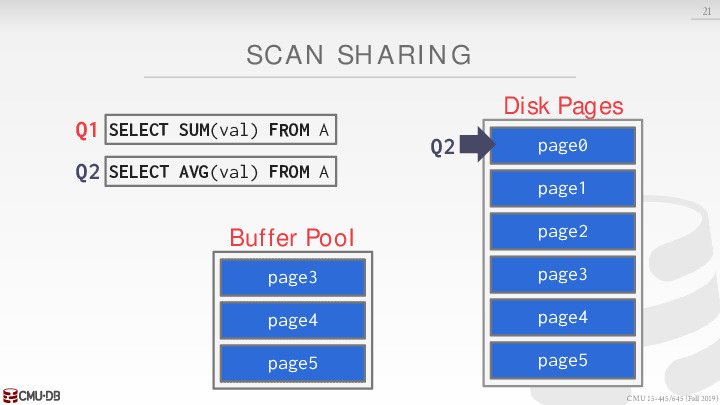 21
SCAN SHARING
Q1 SELECT SUM(val) FROM A
Q2 SELECT AVG(val) FROM A
Buffer Pool
page3
page4
page5
Disk Pages
Q2 page0
page1
page2
page3
page4
page5
CMU·DB
CMU 15-445/645 (Fall 2019)